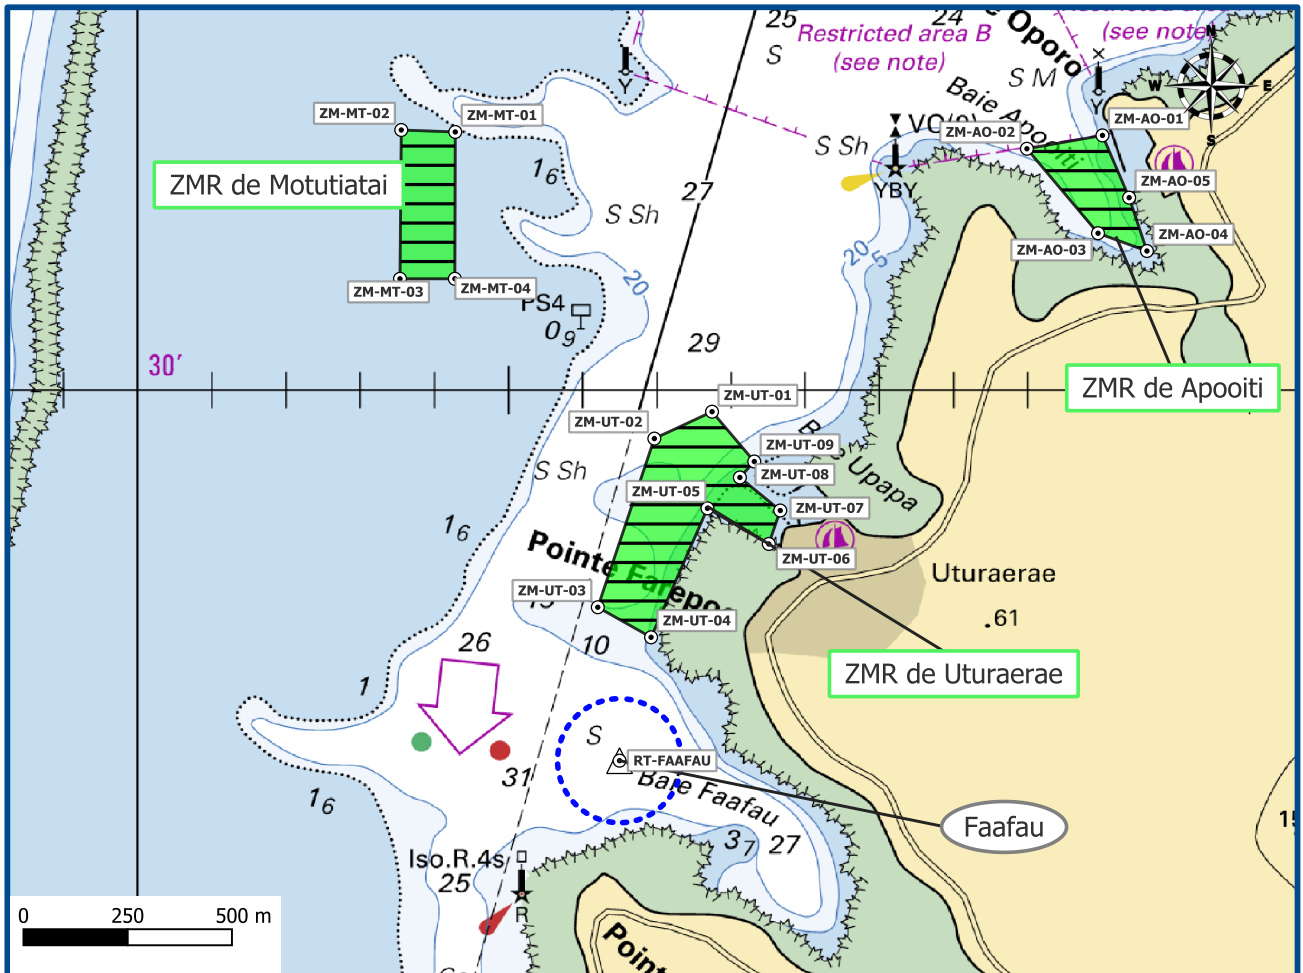 25
S
24
Oporo
Restricted area B
(see note)
(see note)
N
W
E
S
S M
Y
Y
Baie Apooiti
S Sh
YBY
ZM-AO-01
ZM-AO-02
ZM-AO-05
ZM-AO-03
ZM-AO-04
ZM-MT-02
ZM-MT-01
ZMR de Motutiatai
16
S Sh
27
20
5
20
ZM-MT-03
ZM-MT-04
PS4
09
30'
29
ZMR de Apooiti
ZM-UT-01
ZM-UT-02
ZM-UT-09
ZM-UT-08
ZM-UT-05
ZM-UT-07
ZM-UT-06
S Sh
Upapa
16
Pointe
Uturaerae
.61
ZM-UT-03
ZM-UT-04
10
26
ZMR de Uturaerae
1
S
RT-FAAFAU
31
Baie Faafau
16
Faafau
37
27
Iso.R.4s
25
R
0 250 500 m
Pointe